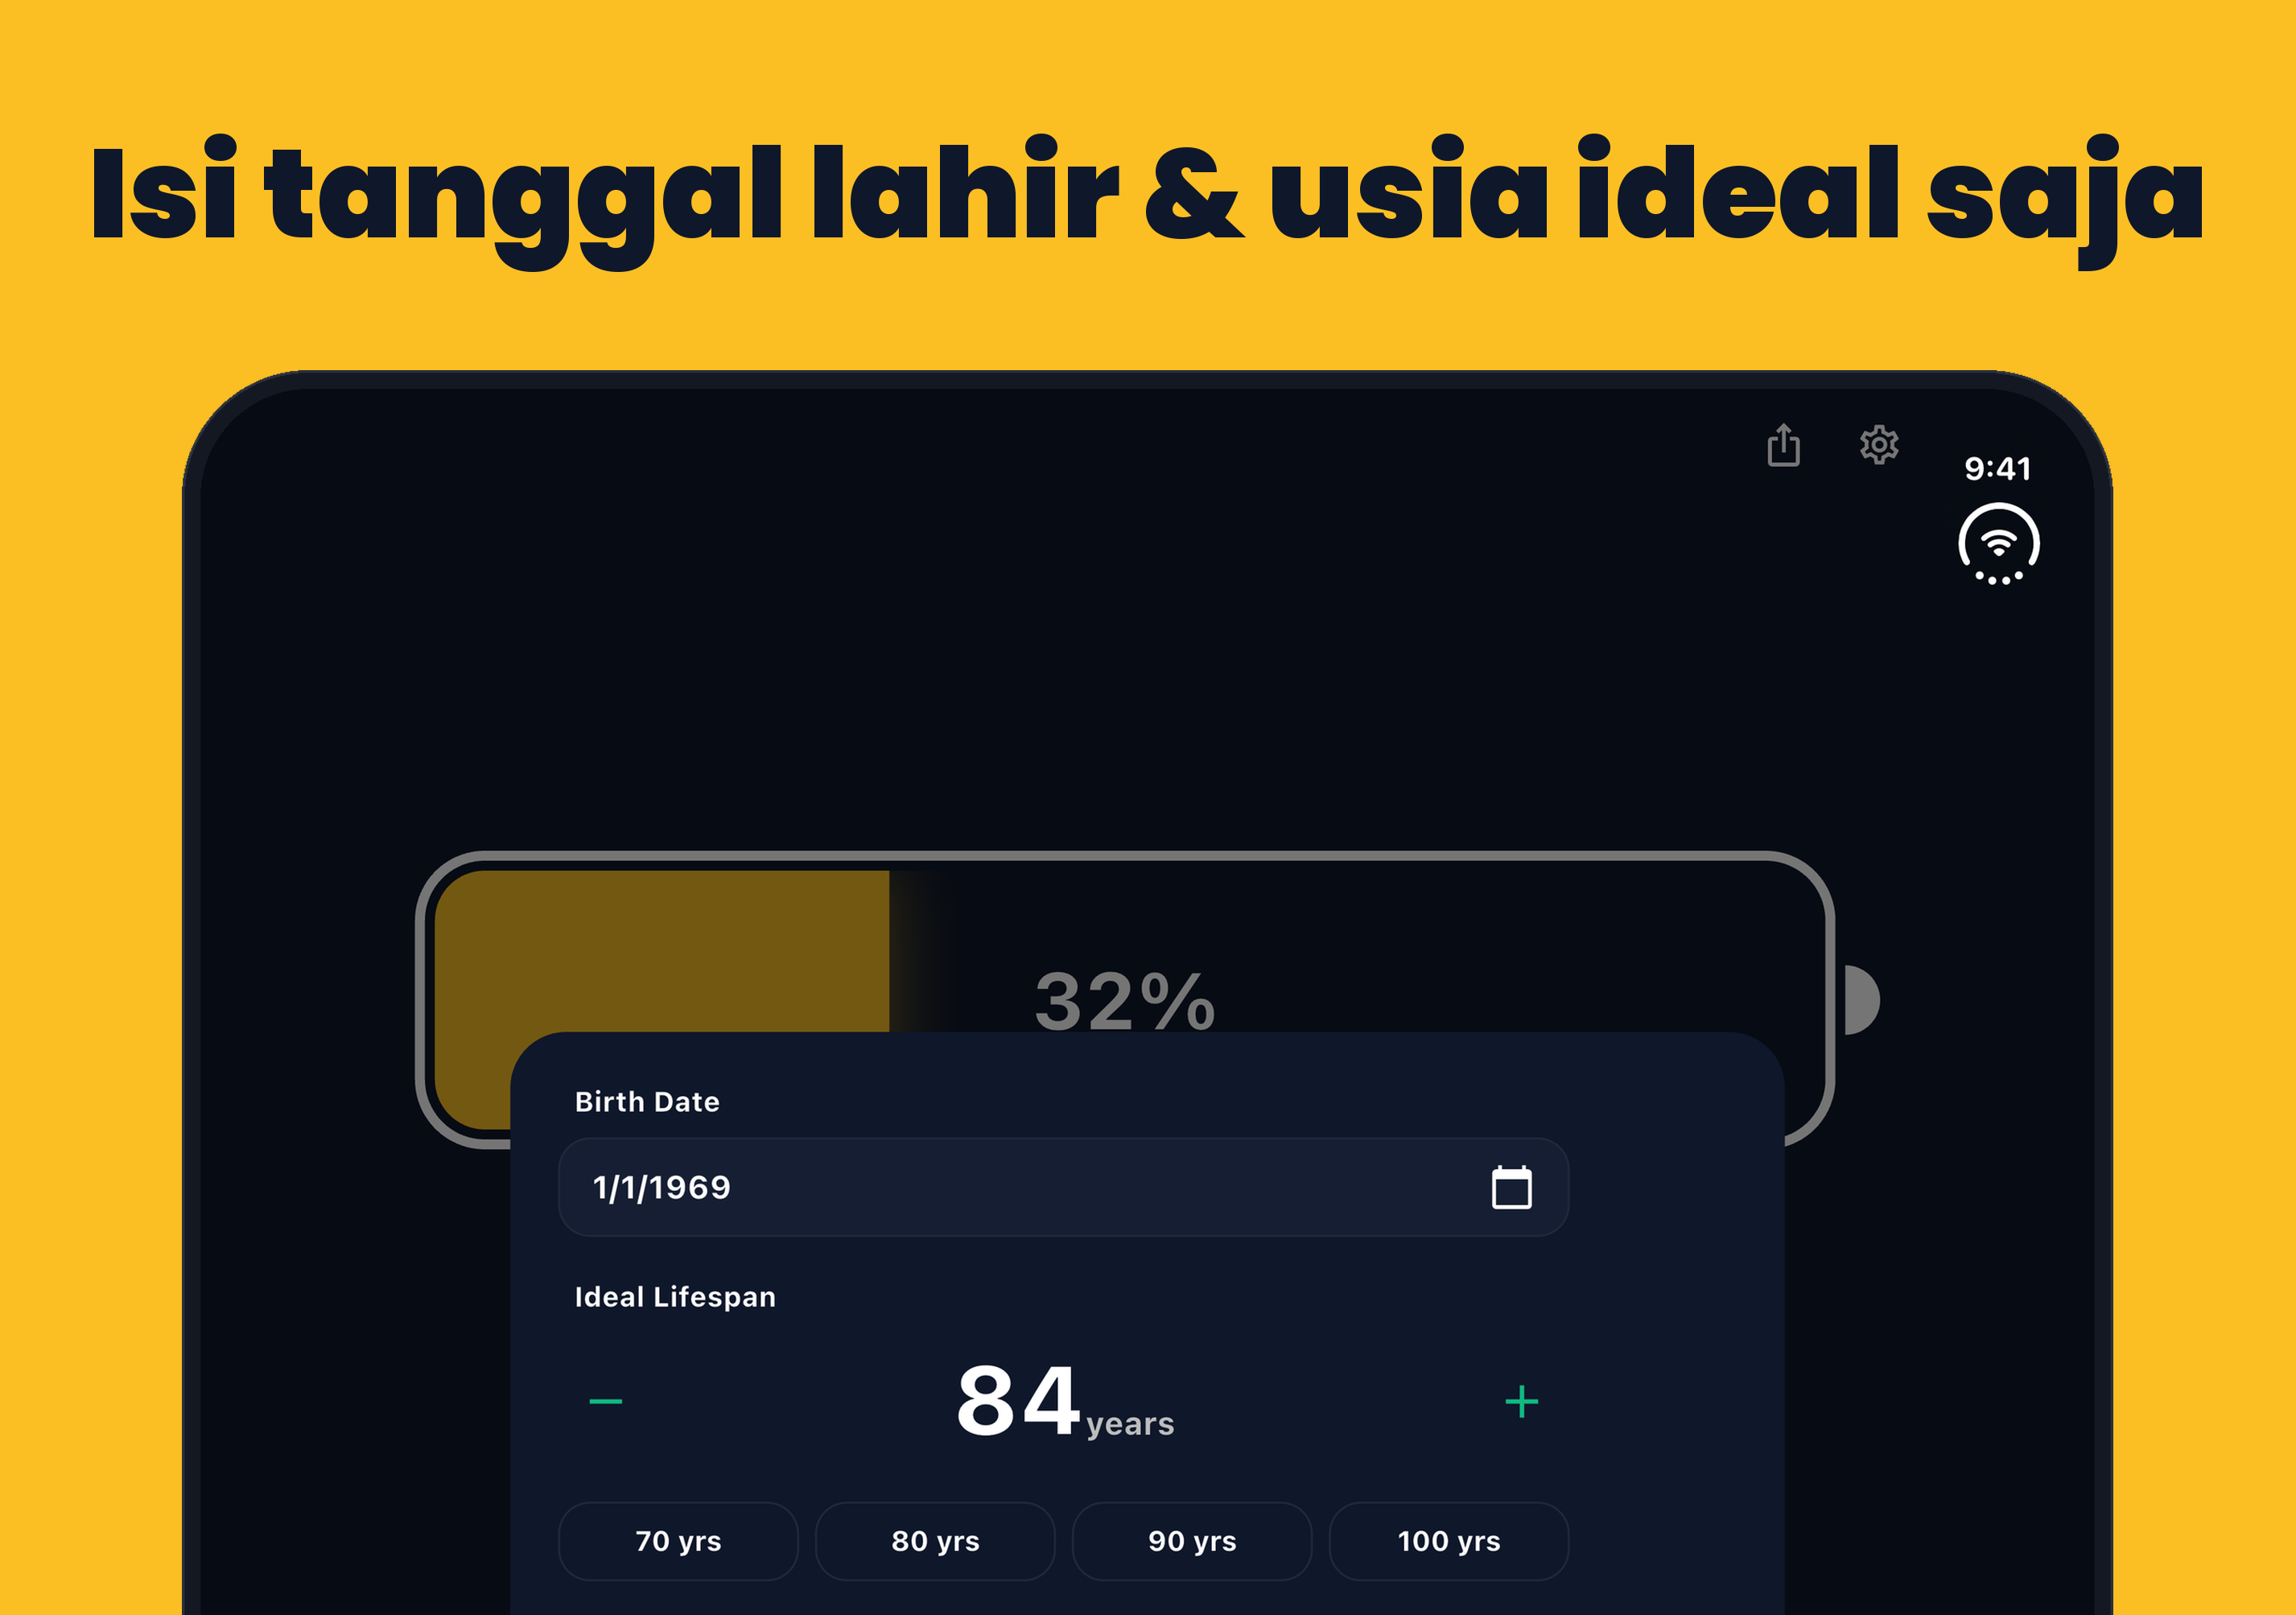 Isi tanggal lahir & usia ideal saja
9:41
32%
Birth Date
1/1/1969
Ideal Lifespan
84 years
70 yrs
80 yrs
90 yrs
100 yrs